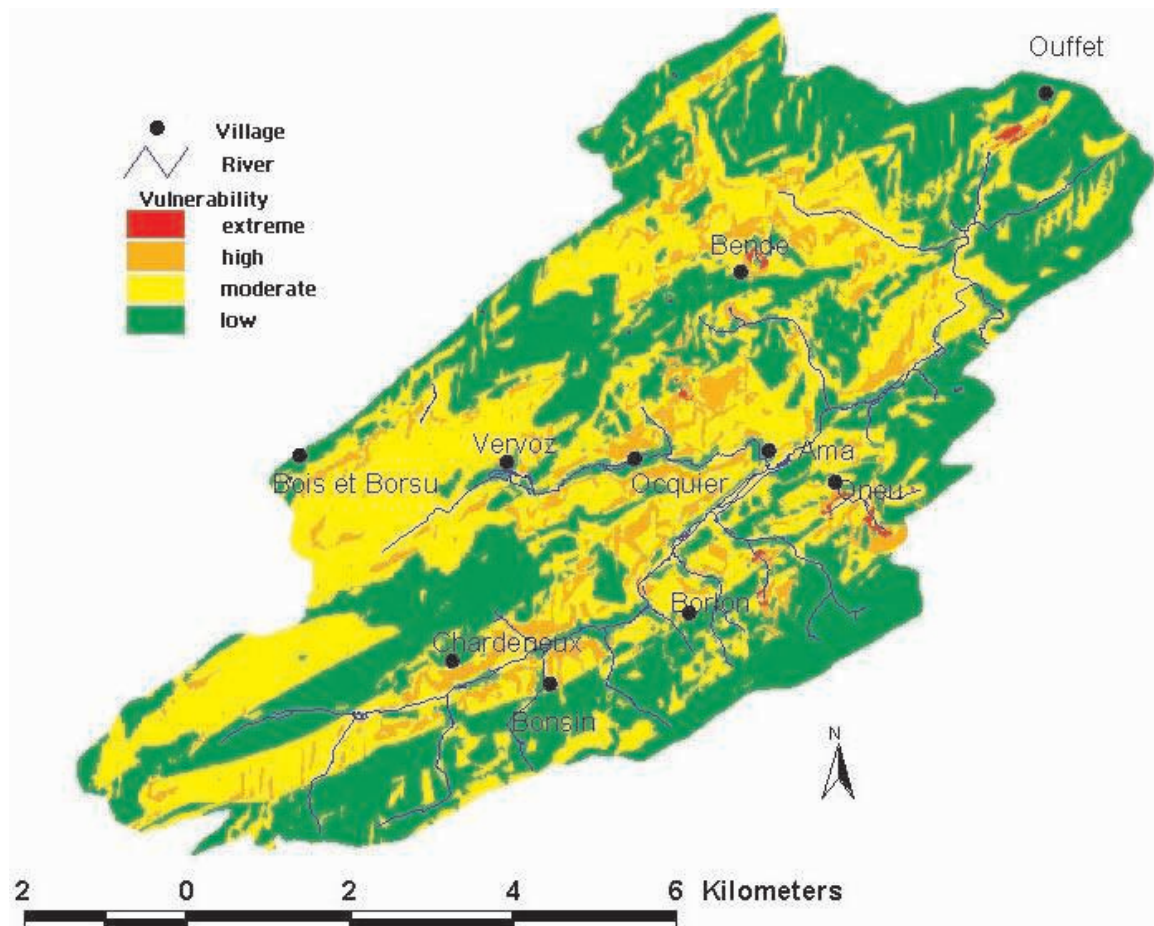 Ouffet
Village
River
Vulnerability
extreme
high
moderate
low
Bende
Vervoz
Ama
Bois et Borsu
Ocquier
Oneu
Borlon
Chardeneux
Bonsin
N
2 0 2 4 6 Kilometers